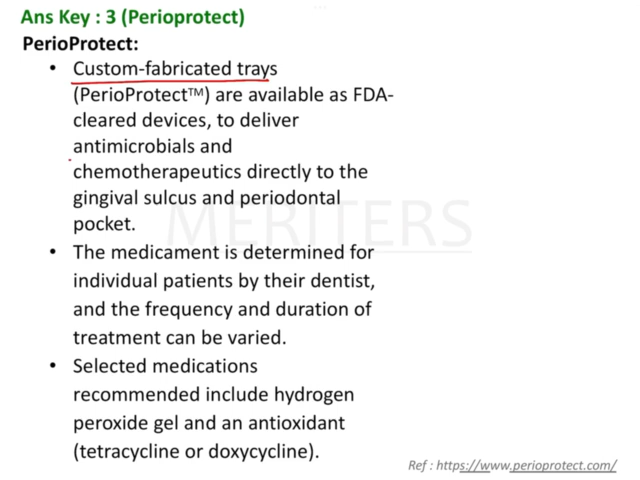 Ans Key : 3 (Perioprotect)
PerioProtect:
• Custom-fabricated trays
(PerioProtect™) are available as FDA-
cleared devices, to deliver
antimicrobials and
chemotherapeutics directly to the
gingival sulcus and periodontal
pocket.
MERITERS
• The medicament is determined for
individual patients by their dentist,
and the frequency and duration of
treatment can be varied.
• Selected medications
recommended include hydrogen
peroxide gel and an antioxidant
(tetracycline or doxycycline).
Ref : https://www.perioprotect.com/